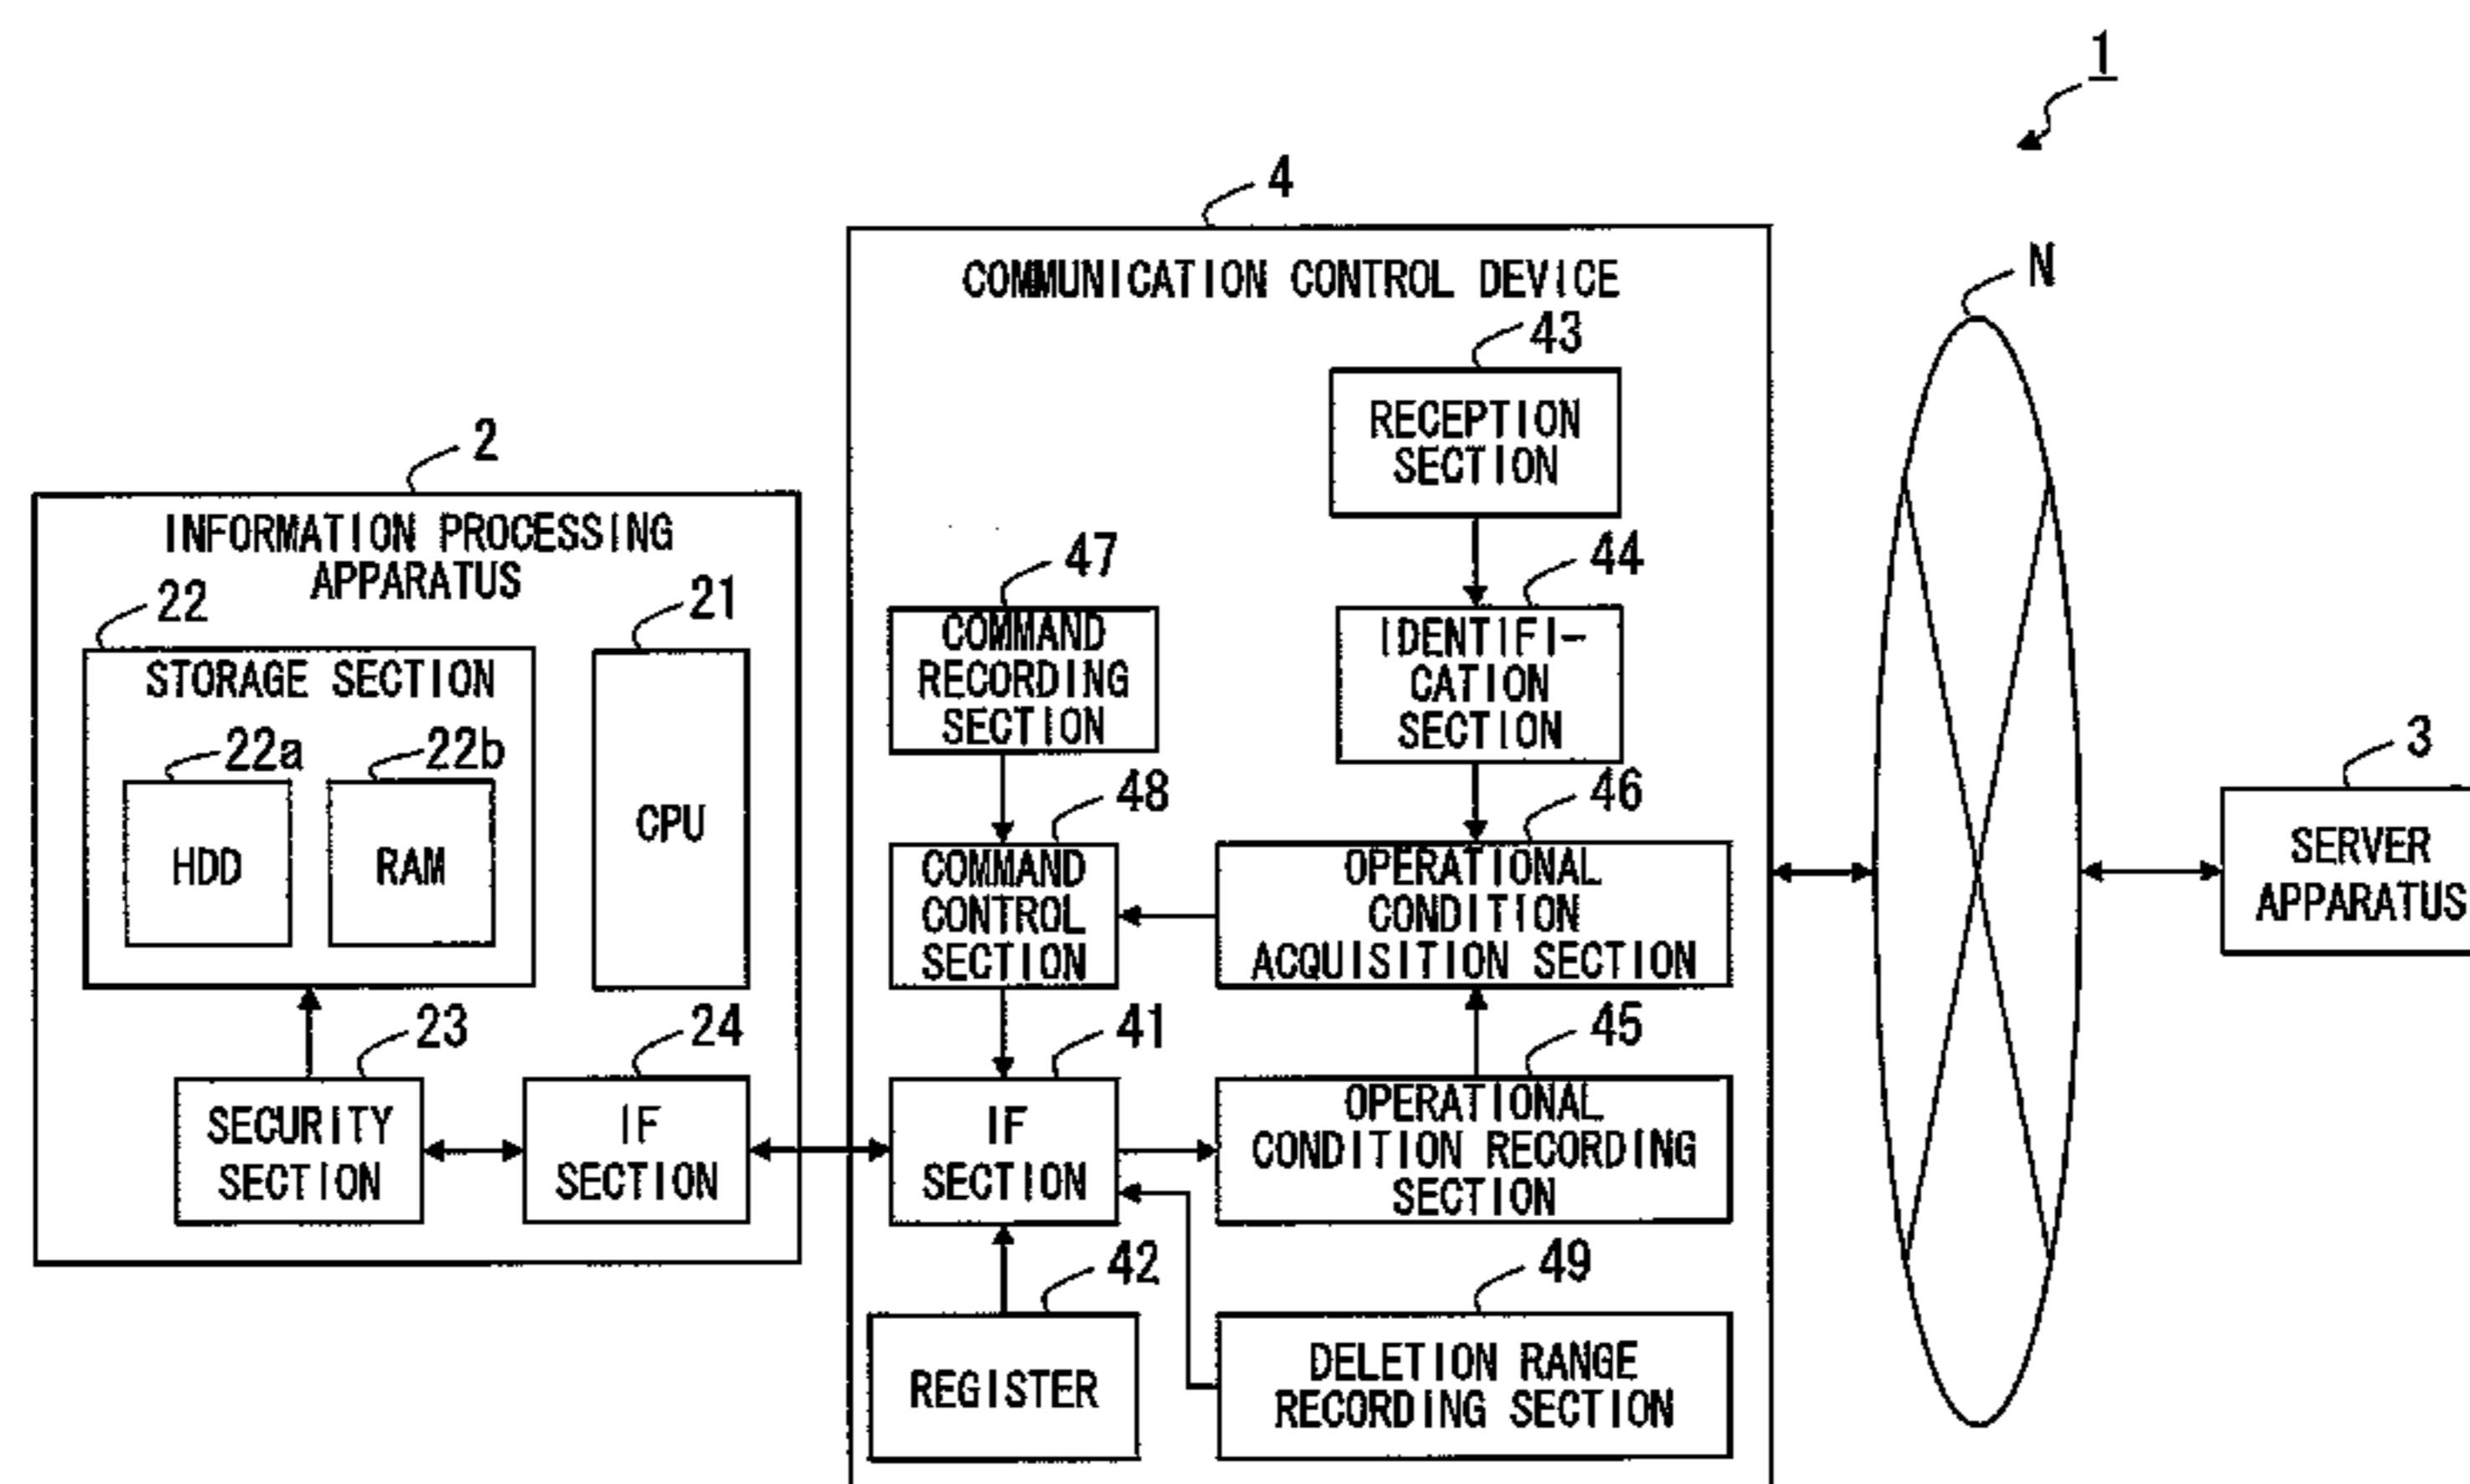 1
4
N
COMMUNICATION CONTROL DEVICE
43
RECEPTION
SECTION
2
INFORMATION PROCESSING
APPARATUS
47
44
22
21
COMMAND
RECORDING
SECTION
IDENTIFI-
CATION
SECTION
STORAGE SECTION
22a
22b
HDD
RAM
CPU
48
46
3
COMMAND
CONTROL
SECTION
OPERATIONAL
CONDITION
ACQUISITION SECTION
SERVER
APPARATUS
23
24
41
45
SECURITY
SECTION
IF
SECTION
IF
SECTION
OPERATIONAL
CONDITION RECORDING
SECTION
42
49
REGISTER
DELETION RANGE
RECORDING SECTION